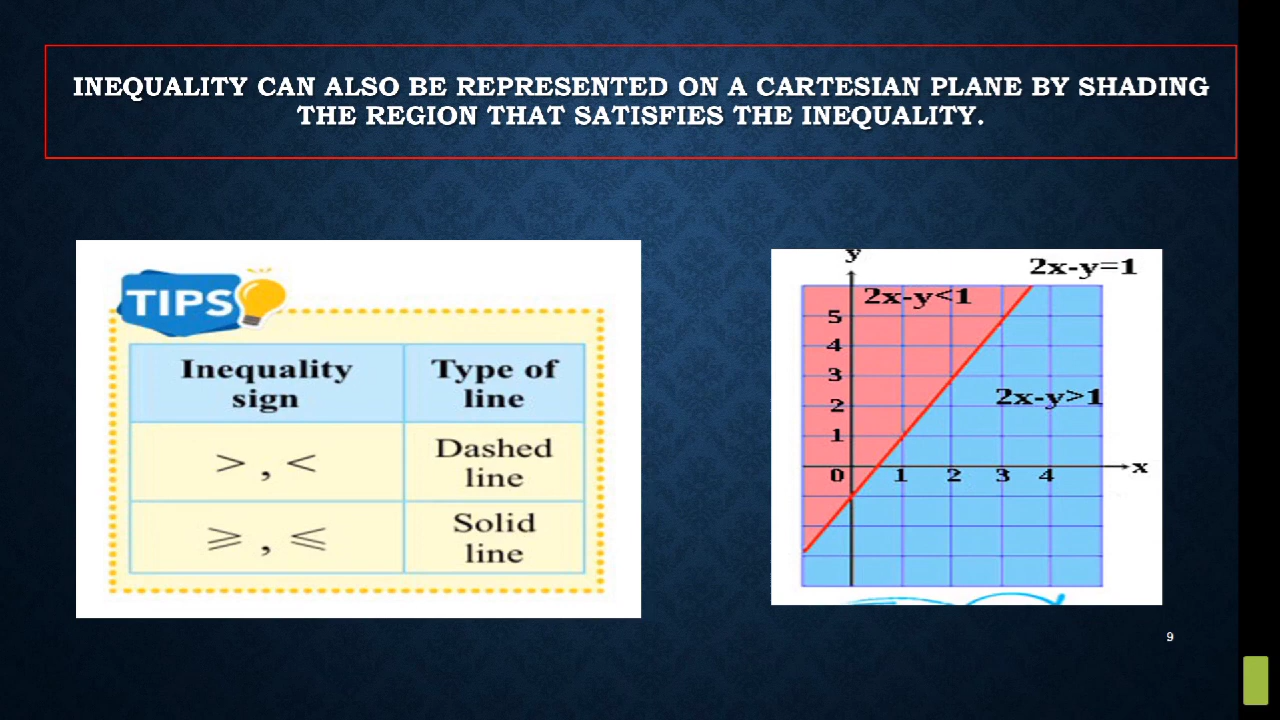 INEQUALITY CAN ALSO BE REPRESENTED ON A CARTESIAN PLANE BY SHADING
THE REGION THAT SATISFIES THE INEQUALITY.
TIPS
Inequality sign
Type of line
> , <
Dashed line
⩾ , ⩽
Solid line
y
2x-y=1
2x-y<1
5
4
3
2x-y>1
2
1
0 1 2 3 4 x
9